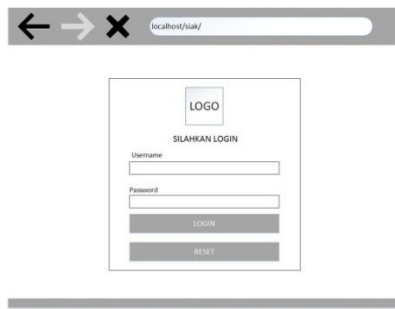 localhost/siak/
LOGO
SILAHKAN LOGIN
Username
Password
LOGIN
RESET